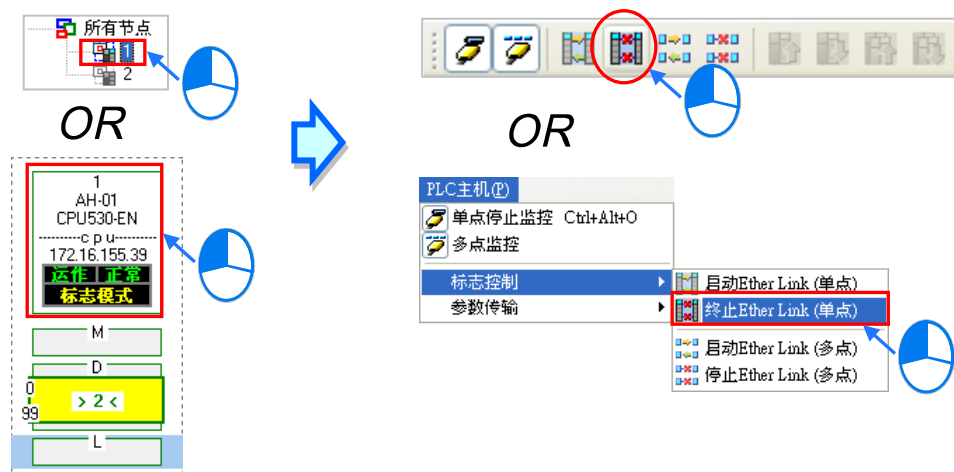 所有节点
1
2
OR
1
AH-01
CPU530-EN
---------c p u---------
172.16.155.39
运作 正常
标志模式
M
D
0
> 2 <
99
L
OR
PLC主机(P)
单点停止监控 Ctrl+Alt+O
多点监控
标志控制
参数传输
启动Ether Link (单点)
终止Ether Link (单点)
启动Ether Link (多点)
停止Ether Link (多点)